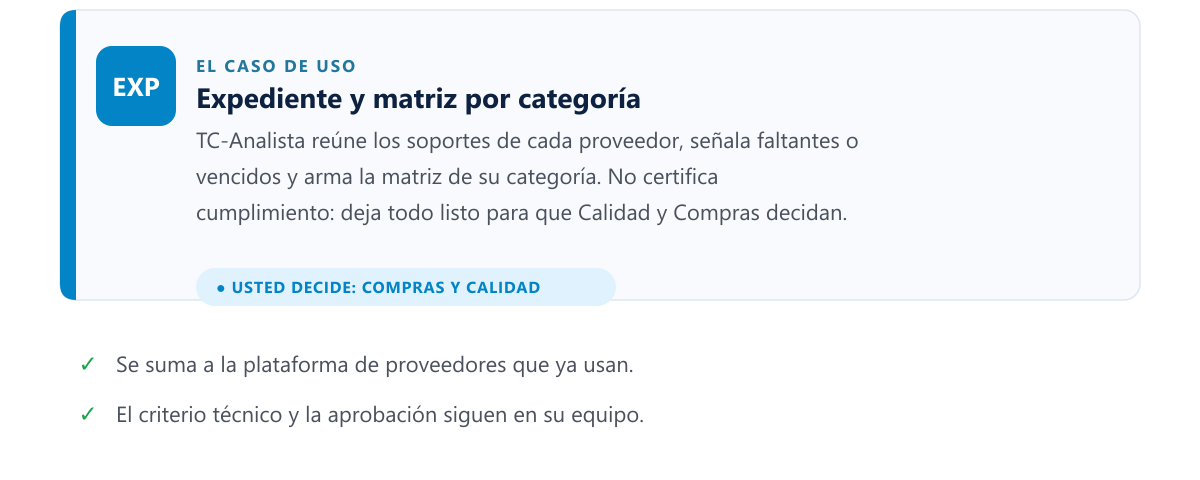 EXP
EL CASO DE USO
Expediente y matriz por categoría
TC-Analista reúne los soportes de cada proveedor, señala faltantes o
vencidos y arma la matriz de su categoría. No certifica
cumplimiento: deja todo listo para que Calidad y Compras decidan.
● USTED DECIDE: COMPRAS Y CALIDAD
✓ Se suma a la plataforma de proveedores que ya usan.
✓ El criterio técnico y la aprobación siguen en su equipo.